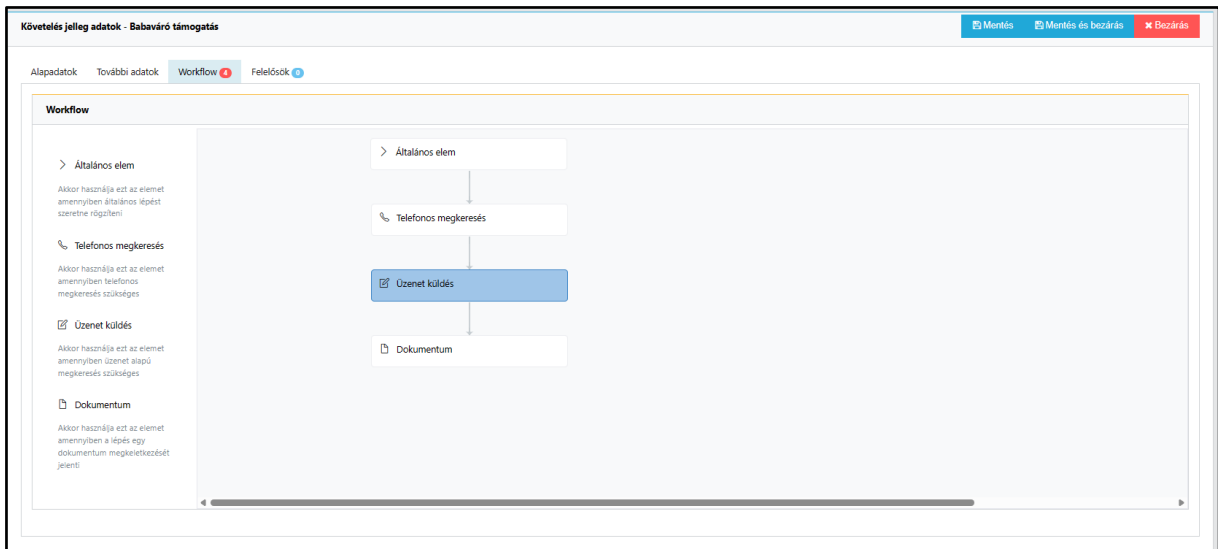 Követelés jelleg adatok - Babaváró támogatás
Mentés
Mentés és bezárás
Bezárás
Alapadatok
További adatok
Workflow 4
Felelősök 0
Workflow
Általános elem
Akkor használja ezt az elemet
amennyiben általános lépést
szeretne rögzíteni
Telefonos megkeresés
Akkor használja ezt az elemet
amennyiben telefonos
megkeresés szükséges
Üzenet küldés
Akkor használja ezt az elemet
amennyiben üzenet alapú
megkeresés szükséges
Dokumentum
Akkor használja ezt az elemet
amennyiben a lépés egy
dokumentum megkeletkezését
jelenti
Általános elem
Telefonos megkeresés
Üzenet küldés
Dokumentum